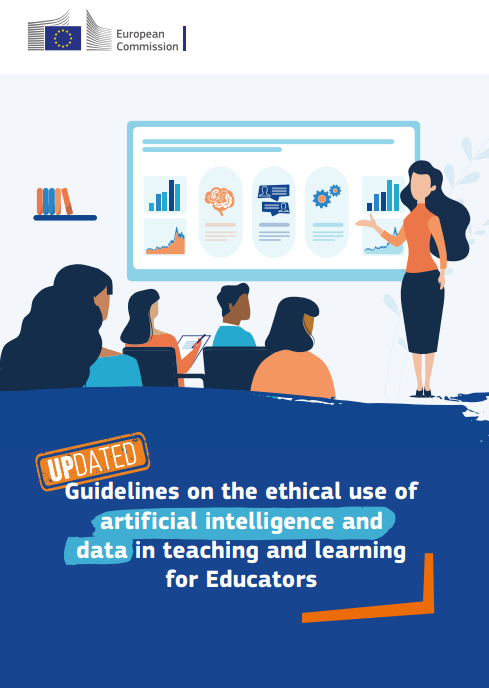 European
Commission
UPDATED
Guidelines on the ethical use of
artificial intelligence and
data in teaching and learning
for Educators